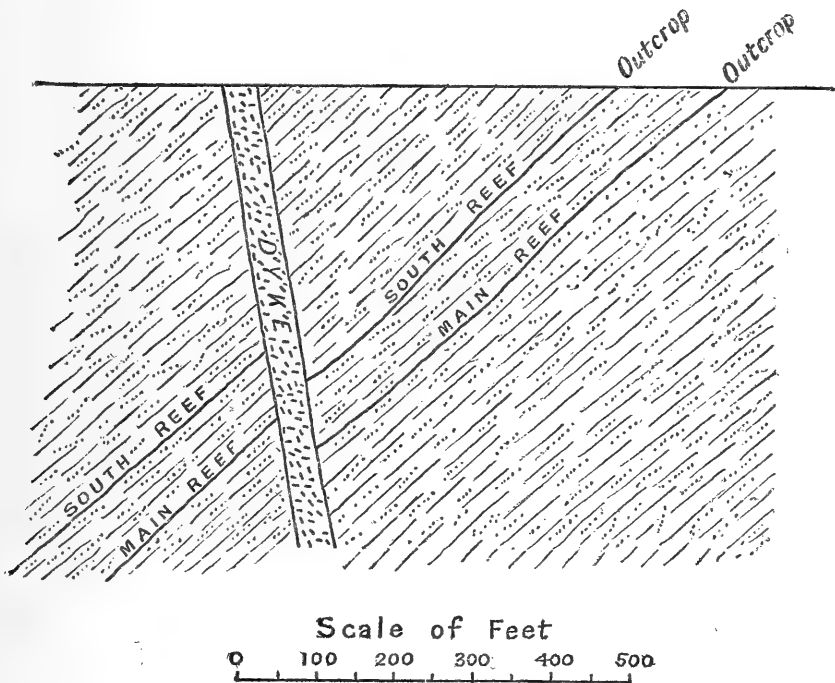 Outcrop
Outcrop
SOUTH REEF
MAIN REEF
DYKE
SOUTH REEF
MAIN REEF
Scale of Feet
0 100 200 300 400 500